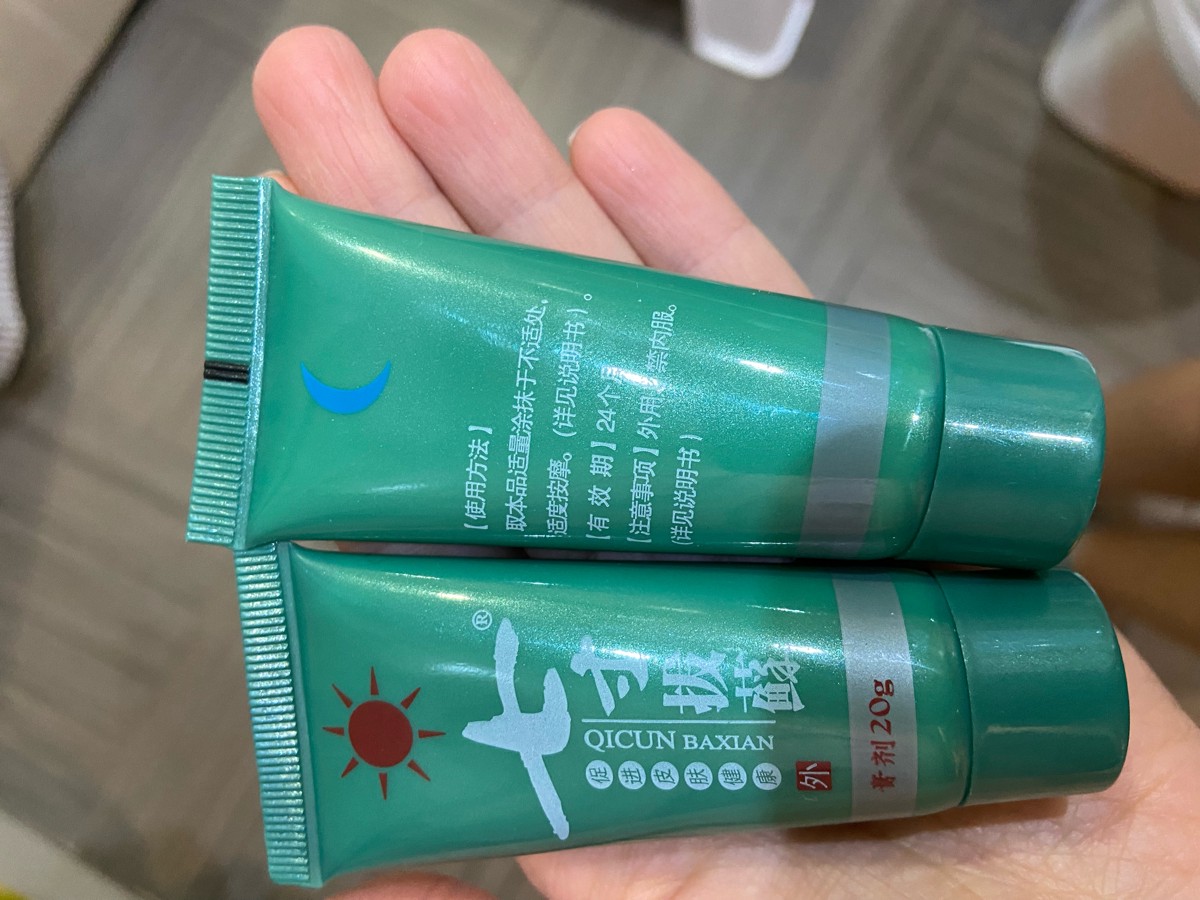 【使用方法】
取本品适量涂抹于不适处,
适度按摩。(详见说明书)。
【有 效 期】24个月
【注意事项】外用 禁内服。
(详见说明书)
七寸拔藓
®
QICUN BAXIAN
促进皮肤健康
外
膏剂20g